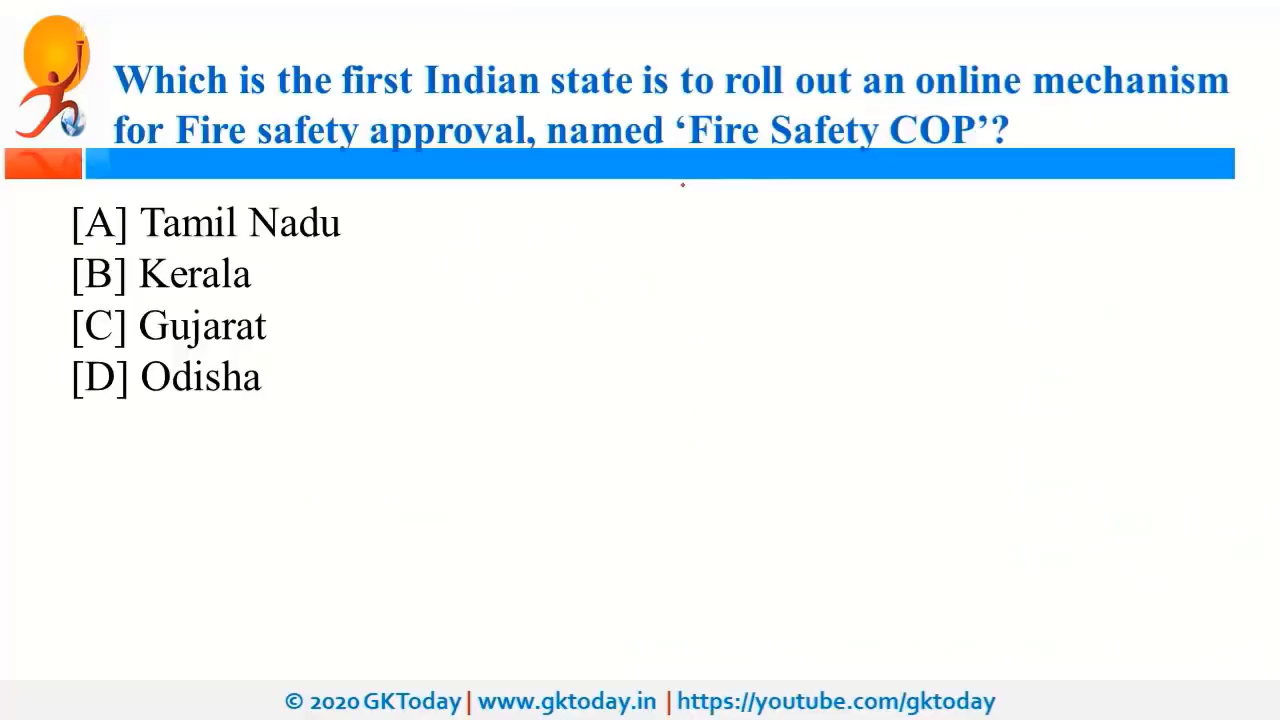 Which is the first Indian state is to roll out an online mechanism
for Fire safety approval, named ‘Fire Safety COP’?
[A] Tamil Nadu
[B] Kerala
[C] Gujarat
[D] Odisha
© 2020 GKToday | www.gktoday.in | https://youtube.com/gktoday